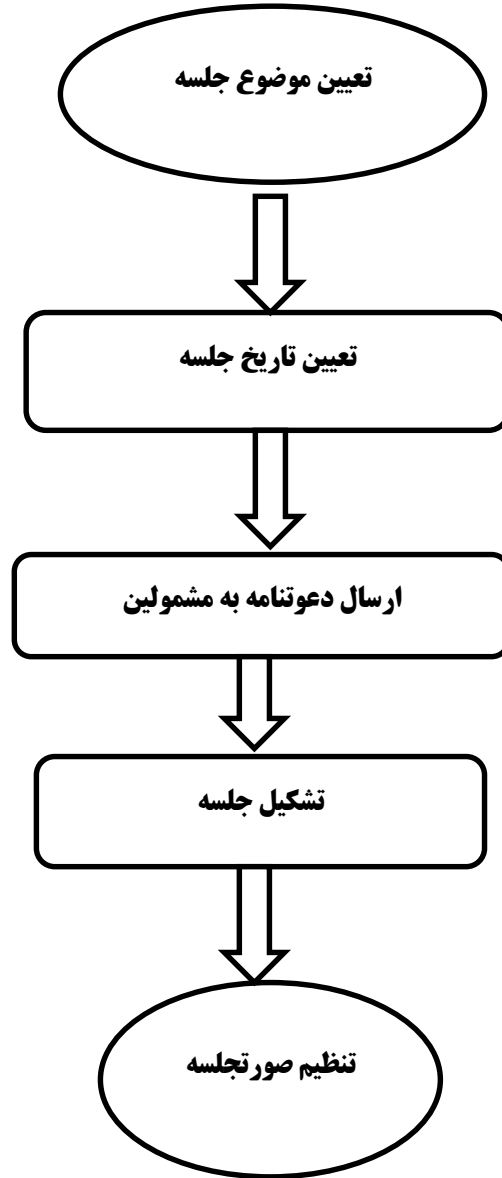 تعیین موضوع جلسه
تعیین تاریخ جلسه
ارسال دعوتنامه به مشمولین
تشکیل جلسه
تنظیم صورتجلسه